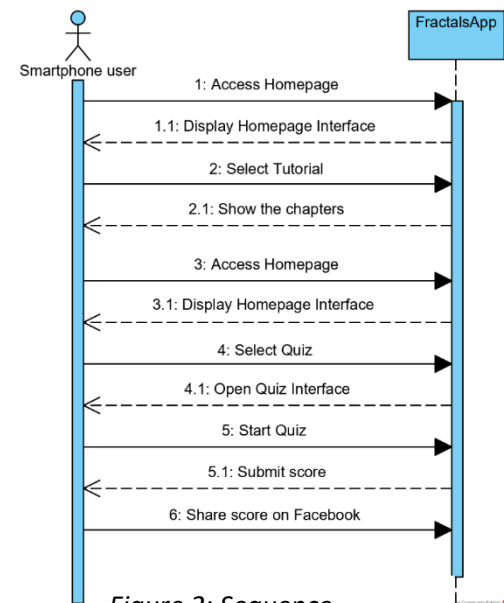 FractalsApp
Smartphone user
1: Access Homepage
1.1: Display Homepage Interface
2: Select Tutorial
2.1: Show the chapters
3: Access Homepage
3.1: Display Homepage Interface
4: Select Quiz
4.1: Open Quiz Interface
5: Start Quiz
5.1: Submit score
6: Share score on Facebook
Figure 2: Sequence